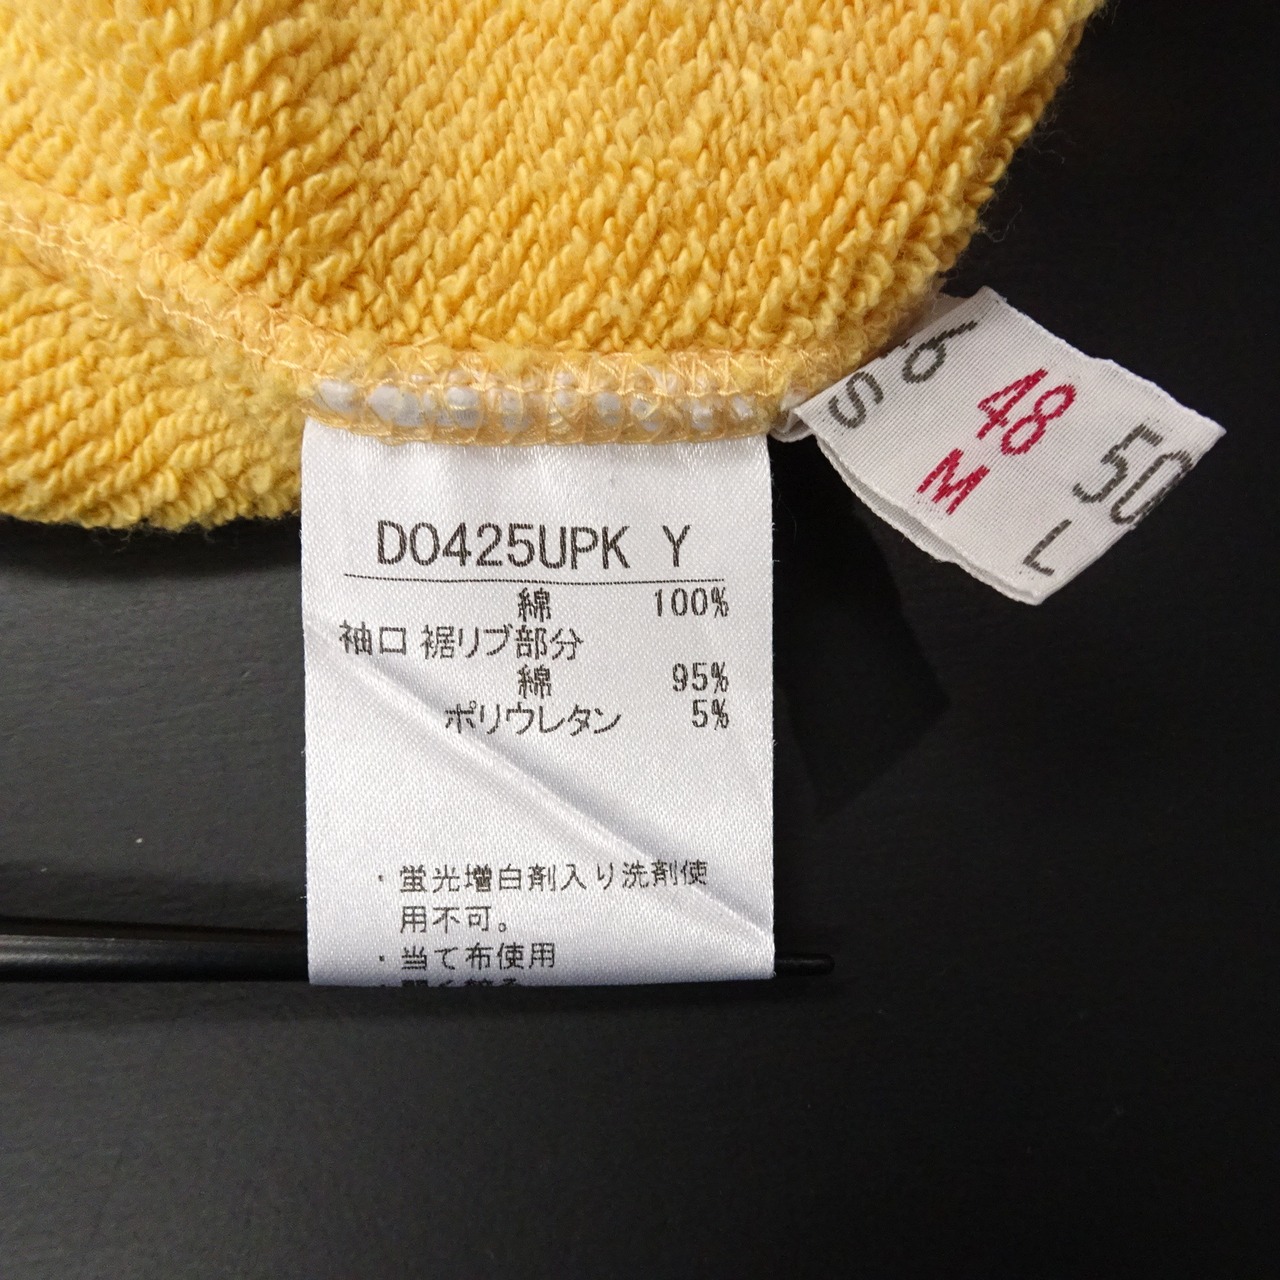 D0425UPK Y
綿 100%
袖口 裾リブ部分
綿 95%
ポリウレタン 5%
・蛍光増白剤入り洗剤使
用不可。
・当て布使用
48
M
50
L
S